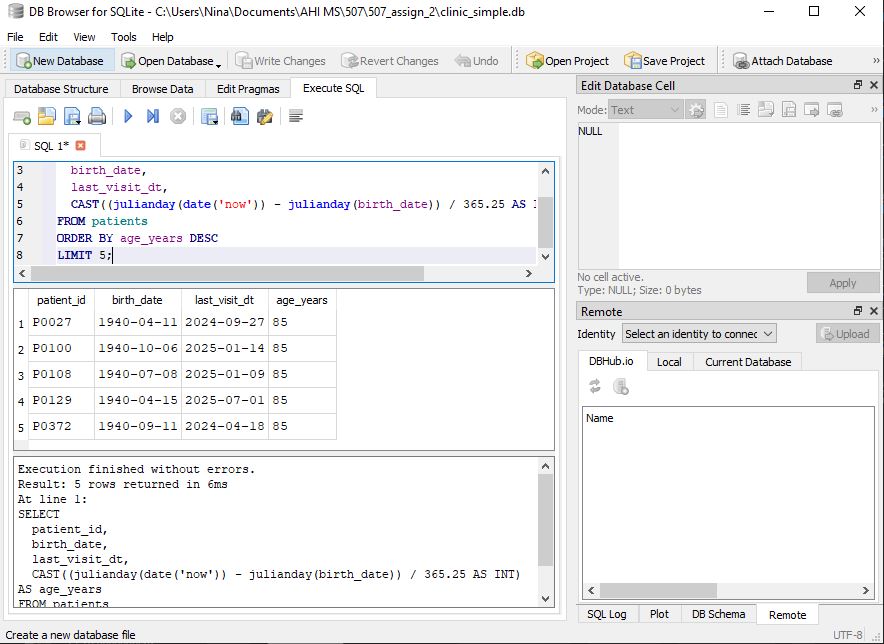 DB Browser for SQLite - C:\Users\Nina\Documents\AHI MS\507\507_assign_2\clinic_simple.db
File Edit View Tools Help
New Database Open Database Write Changes Revert Changes Undo Open Project Save Project Attach Database »
Database Structure Browse Data Edit Pragmas Execute SQL
SQL 1*
3 birth_date,
4 last_visit_dt,
5 CAST((julianday(date('now')) - julianday(birth_date)) / 365.25 AS
6 FROM patients
7 ORDER BY age_years DESC
8 LIMIT 5;
patient_id birth_date last_visit_dt age_years
1 P0027 1940-04-11 2024-09-27 85
2 P0100 1940-10-06 2025-01-14 85
3 P0108 1940-07-08 2025-01-09 85
4 P0129 1940-04-15 2025-07-01 85
5 P0372 1940-09-11 2024-04-18 85
Execution finished without errors.
Result: 5 rows returned in 6ms
At line 1:
SELECT
patient_id,
birth_date,
last_visit_dt,
CAST((julianday(date('now')) - julianday(birth_date)) / 365.25 AS INT)
AS age_years
FROM patients
Edit Database Cell
Mode: Text »
NULL
No cell active.
Type: NULL; Size: 0 bytes
Apply
Remote
Identity Select an identity to connec Upload
DBHub.io Local Current Database
Name
SQL Log Plot DB Schema Remote
Create a new database file
UTF-8